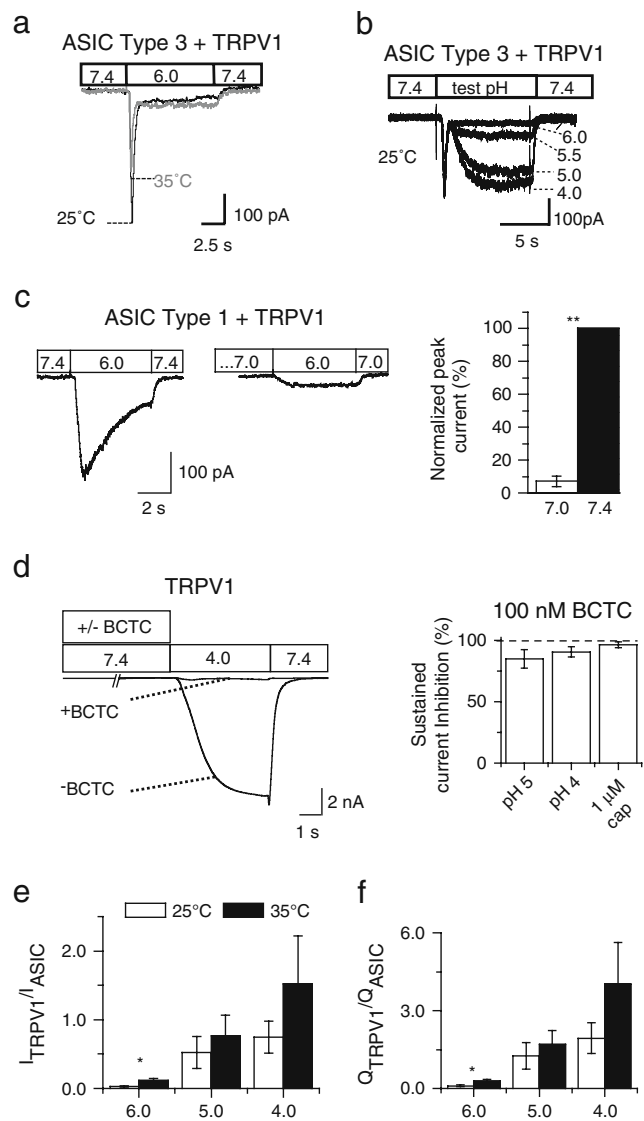 a
ASIC Type 3 + TRPV1
7.4 6.0 7.4
35°C
25°C
100 pA
2.5 s
b
ASIC Type 3 + TRPV1
7.4 test pH 7.4
25°C
6.0
5.5
5.0
4.0
100pA
5 s
c
ASIC Type 1 + TRPV1
7.4 6.0 7.4
...7.0 6.0 7.0
100 pA
2 s
Normalized peak
current (%)
**
100
80
60
40
20
0
7.0 7.4
d
TRPV1
+/- BCTC
7.4 4.0 7.4
+BCTC
-BCTC
2 nA
1 s
100 nM BCTC
Sustained
current Inhibition (%)
100
50
0
pH 5
pH 4
1 µM
cap
e
25°C 35°C
I TRPV1/I ASIC
2.0
1.0
0.0
*
6.0 5.0 4.0
f
Q TRPV1/Q ASIC
6.0
3.0
0.0
*
6.0 5.0 4.0